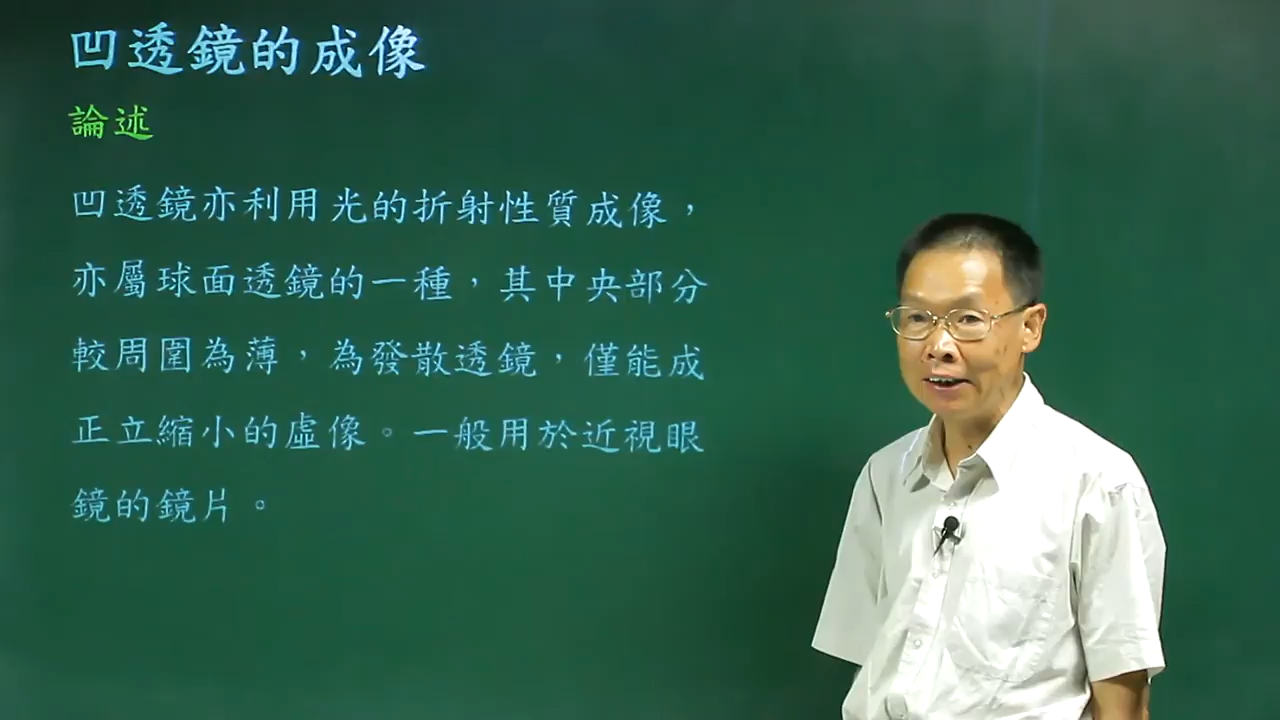 凹透鏡的成像
論述
凹透鏡亦利用光的折射性質成像，
亦屬球面透鏡的一種，其中央部分
較周圍為薄，為發散透鏡，僅能成
正立縮小的虛像。一般用於近視眼
鏡的鏡片。